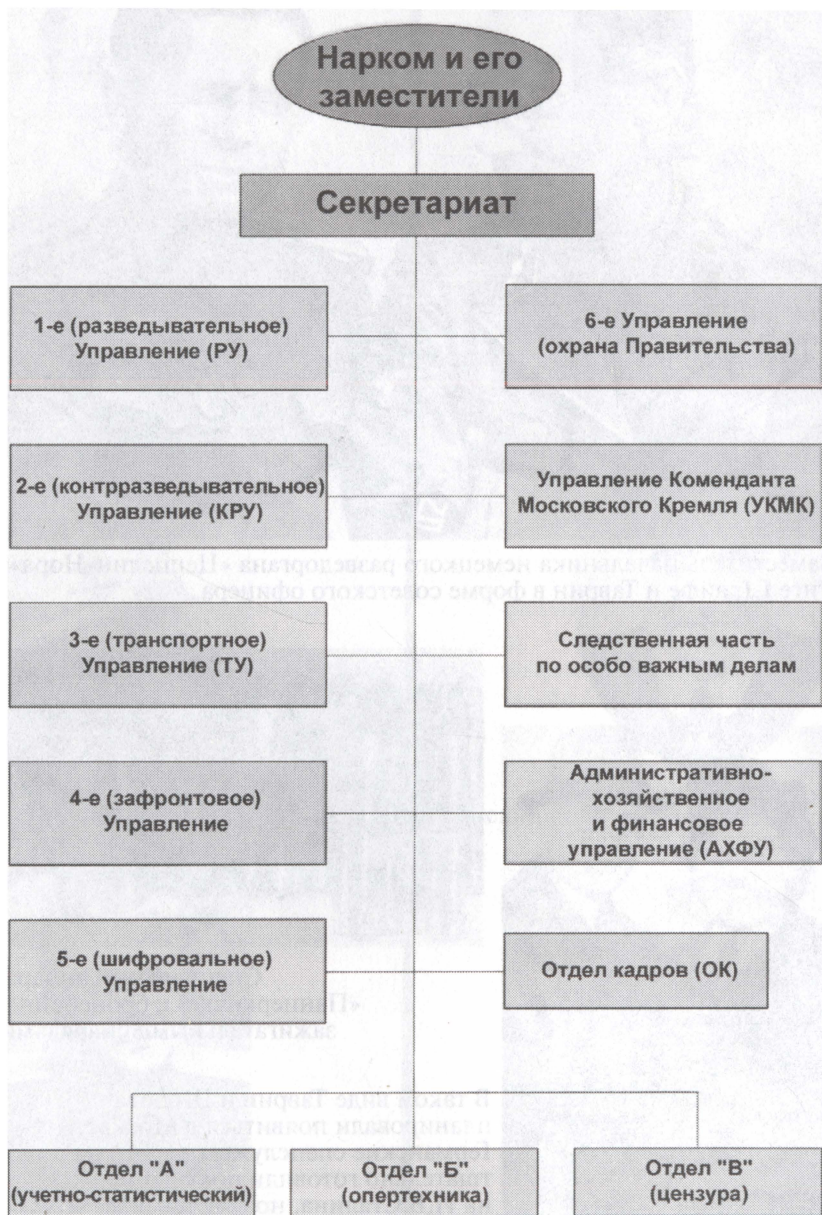 Нарком и его
заместители
Секретариат
1-е (разведывательное)
Управление (РУ)
6-е Управление
(охрана Правительства)
2-е (контрразведывательное)
Управление (КРУ)
Управление Коменданта
Московского Кремля (УКМК)
3-е (транспортное)
Управление (ТУ)
Следственная часть
по особо важным делам
4-е (зафронтовое)
Управление
Административно-
хозяйственное
и финансовое
управление (АХФУ)
5-е (шифровальное)
Управление
Отдел кадров (ОК)
Отдел "А"
(учетно-статистический)
Отдел "Б"
(опертехника)
Отдел "В"
(цензура)